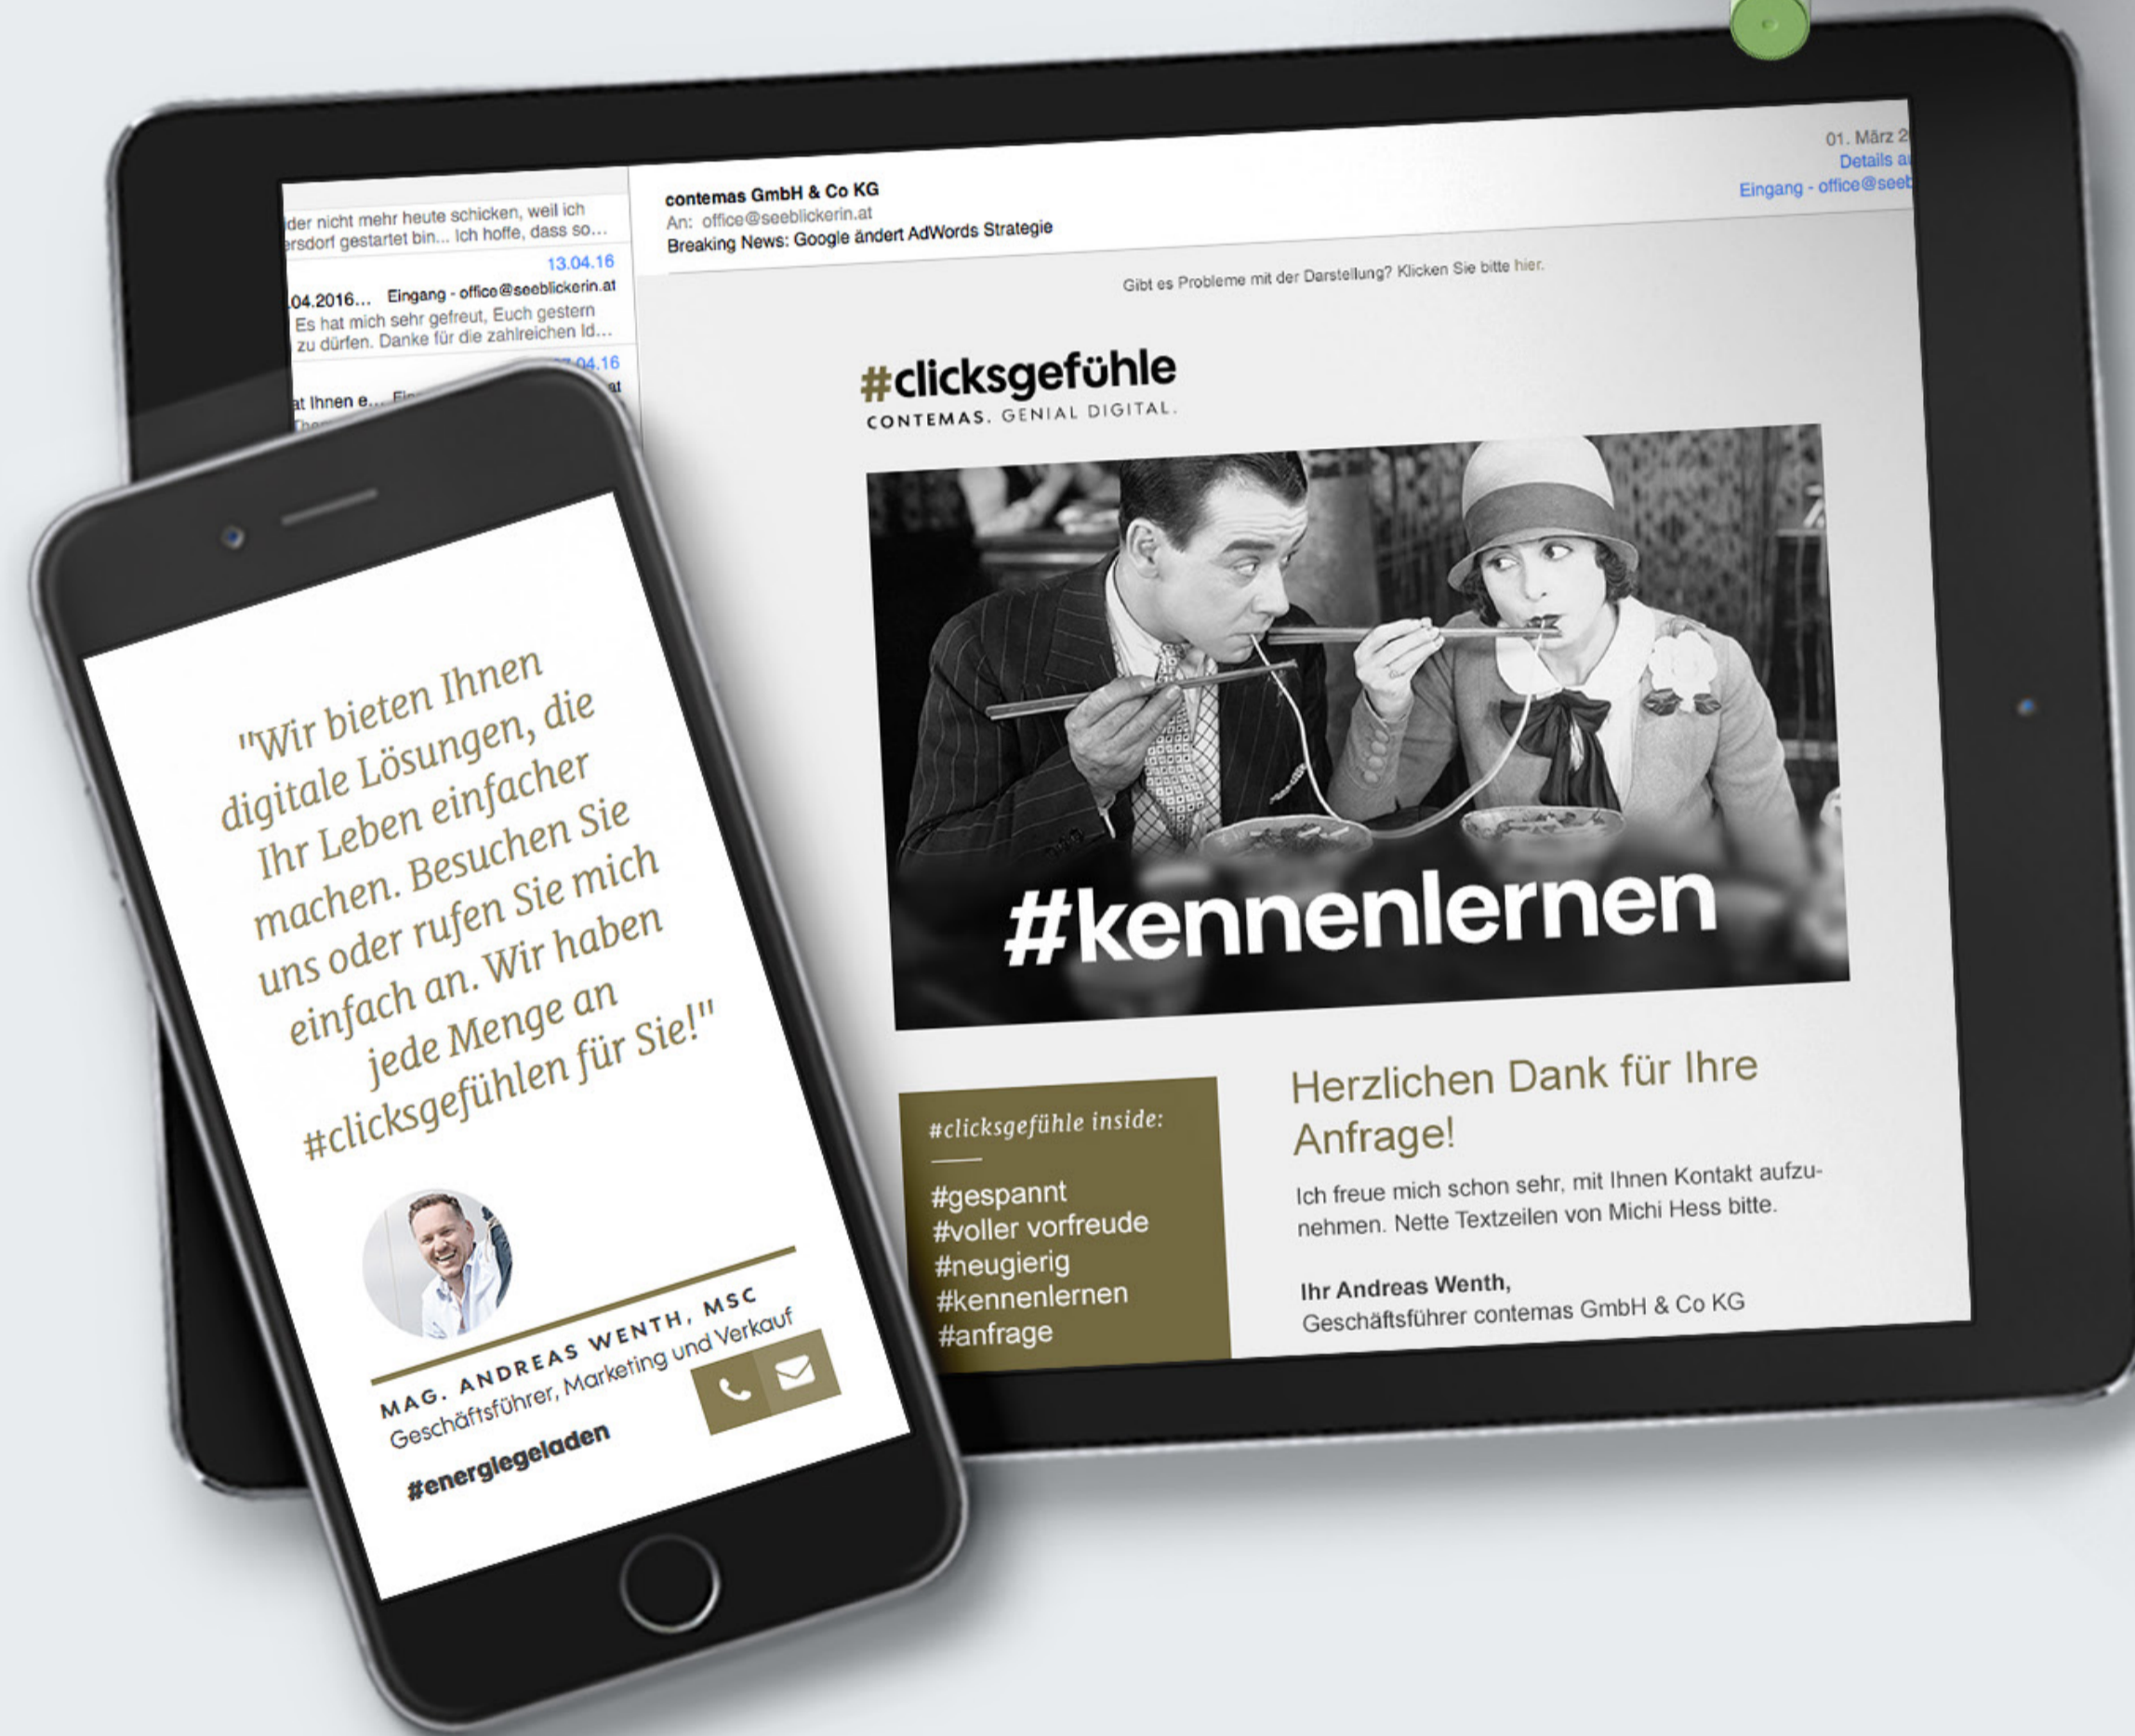 der nicht mehr heute schicken, weil ich
ersdorf gestartet bin... Ich hoffe, dass so...
13.04.16
.04.2016... Eingang - office@seeblickerin.at
Es hat mich sehr gefreut, Euch gestern
zu dürfen. Danke für die zahlreichen Id...
04.16
at Ihnen e...
contemas GmbH & Co KG
An: office@seeblickerin.at
Breaking News: Google ändert AdWords Strategie
01. März 2
Details a
Eingang - office@seeb
Gibt es Probleme mit der Darstellung? Klicken Sie bitte hier.
#clicksgefühle
CONTEMAS. GENIAL DIGITAL.
#kennenlernen
#clicksgefühle inside:
#gespannt
#voller vorfreude
#neugierig
#kennenlernen
#anfrage
Herzlichen Dank für Ihre
Anfrage!
Ich freue mich schon sehr, mit Ihnen Kontakt aufzu-
nehmen. Nette Textzeilen von Michi Hess bitte.
Ihr Andreas Wenth,
Geschäftsführer contemas GmbH & Co KG
"Wir bieten Ihnen
digitale Lösungen, die
Ihr Leben einfacher
machen. Besuchen Sie
uns oder rufen Sie mich
einfach an. Wir haben
jede Menge an
#clicksgefühlen für Sie!"
MAG. ANDREAS WENTH, MSC
Geschäftsführer, Marketing und Verkauf
#energiegeladen